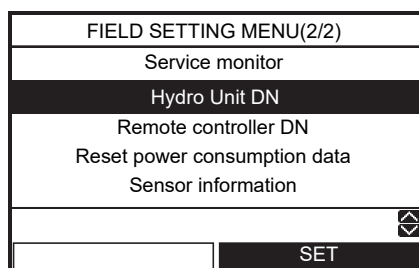 FIELD SETTING MENU(2/2)
Service monitor
Hydro Unit DN
Remote controller DN
Reset power consumption data
Sensor information
SET